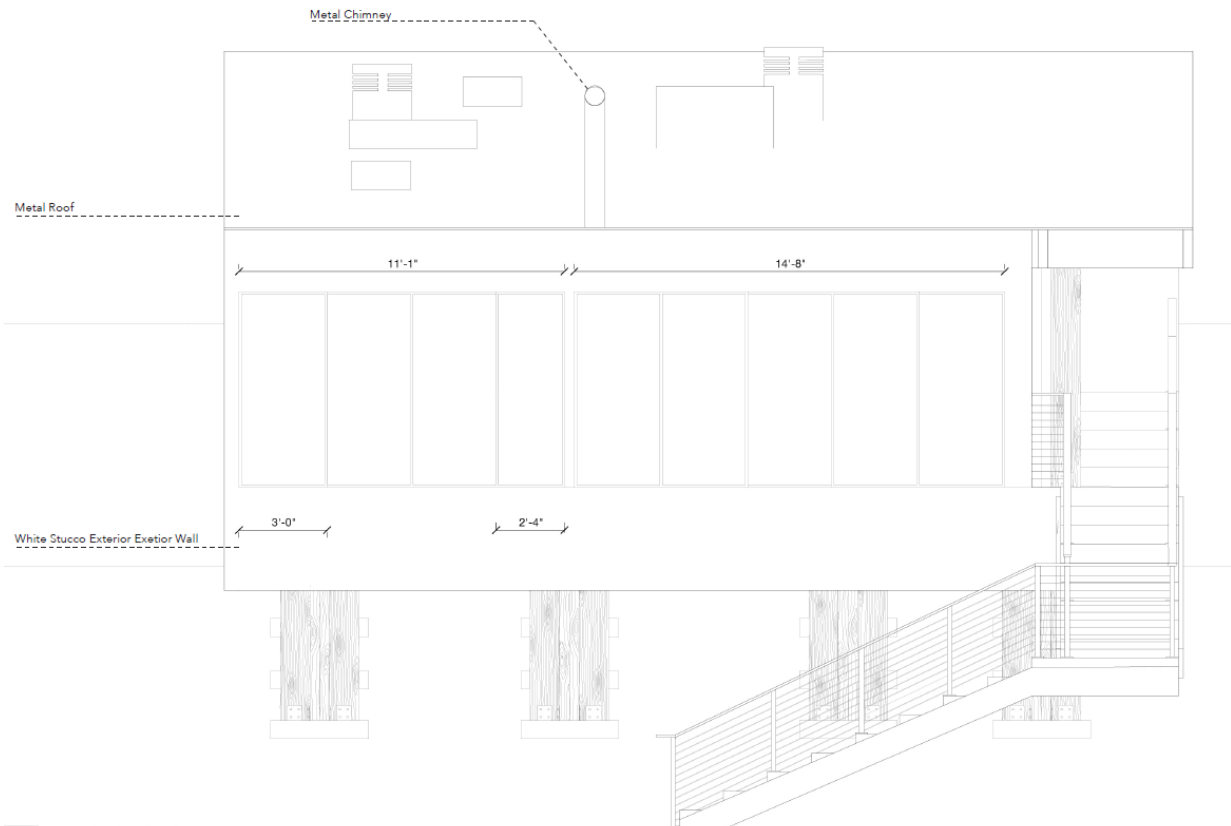 Metal Chimney
Metal Roof
11'-1"
14'-8"
3'-0"
2'-4"
White Stucco Exterior Exetior Wall